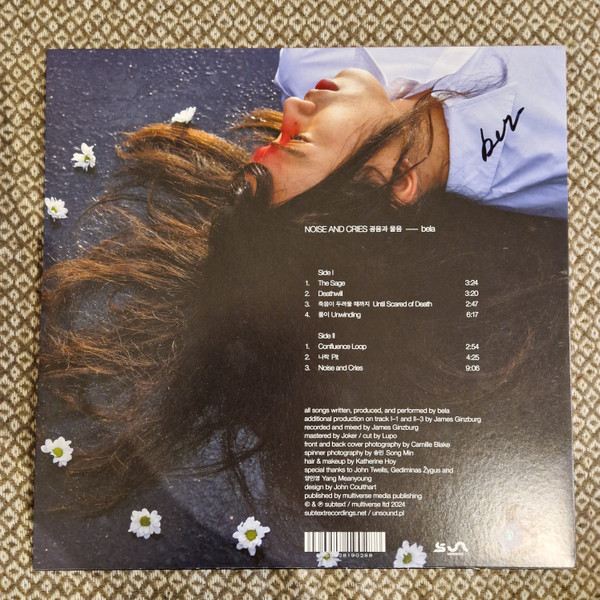 bela
NOISE AND CRIES 굉음과 울음 — bela
Side I
1. The Sage 3:24
2. Deathwill 3:20
3. 죽음이 두려울 때까지 Until Scared of Death 2:47
4. 풀이 Unwinding 6:17
Side II
1. Confluence Loop 2:54
2. 나락 Pit 4:25
3. Noise and Cries 9:06
all songs written, produced, and performed by bela
additional production on track I–1 and II–3 by James Ginzburg
recorded and mixed by James Ginzburg
mastered by Joker / cut by Lupo
front and back cover photography by Camille Blake
spinner photography by 송민 Song Min
hair & makeup by Katherine Hoy
special thanks to John Twells, Gediminas Žygus and
양민영 Yang Meanyoung
design by John Coulthart
published by multiverse media publishing
© & ℗ subtext / multiverse ltd 2024
subtextrecordings.net / unsound.pl